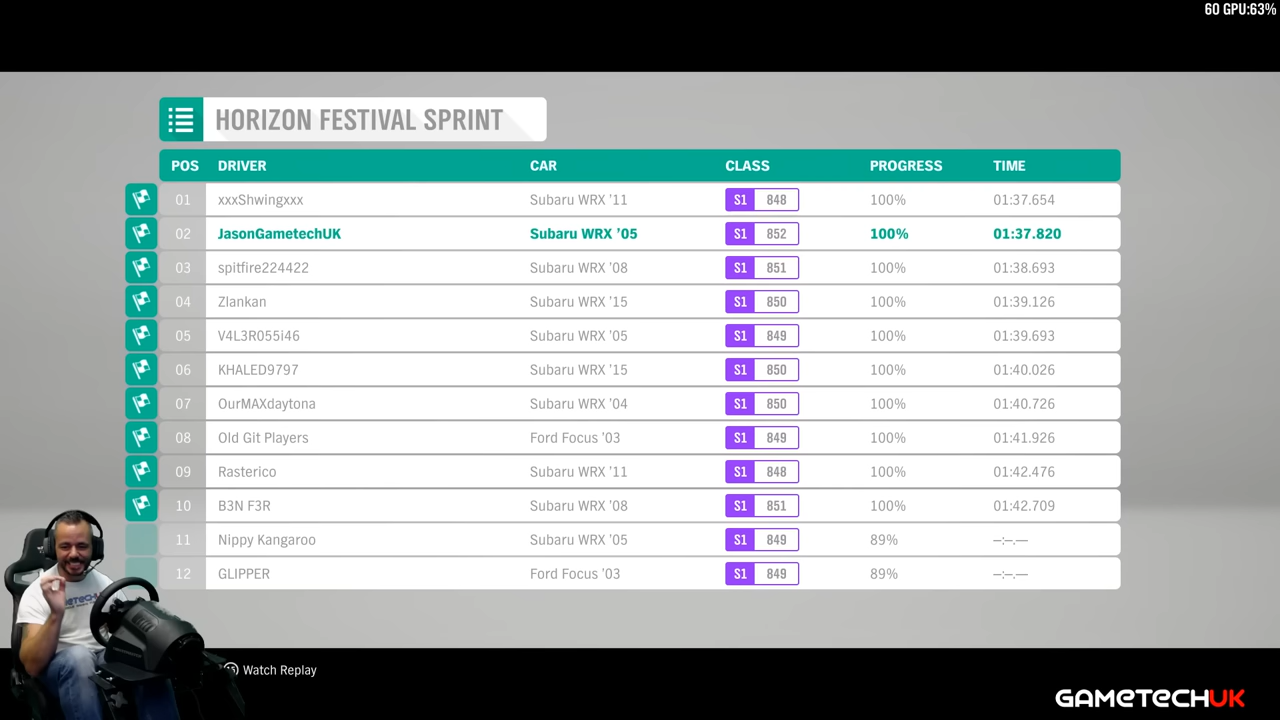 60 GPU:63%
HORIZON FESTIVAL SPRINT
POS DRIVER CAR CLASS PROGRESS TIME
01 xxxShwingxxx Subaru WRX '11 S1 848 100% 01:37.654
02 JasonGametechUK Subaru WRX '05 S1 852 100% 01:37.820
03 spitfire224422 Subaru WRX '08 S1 851 100% 01:38.693
04 Zlankan Subaru WRX '15 S1 850 100% 01:39.126
05 V4L3R055i46 Subaru WRX '05 S1 849 100% 01:39.693
06 KHALED9797 Subaru WRX '15 S1 850 100% 01:40.026
07 OurMAXdaytona Subaru WRX '04 S1 850 100% 01:40.726
08 Old Git Players Ford Focus '03 S1 849 100% 01:41.926
09 Rasterico Subaru WRX '11 S1 848 100% 01:42.476
10 B3N F3R Subaru WRX '08 S1 851 100% 01:42.709
11 Nippy Kangaroo Subaru WRX '05 S1 849 89% —:—.—
12 GLIPPER Ford Focus '03 S1 849 89% —:—.—
Watch Replay
GAMETECHUK